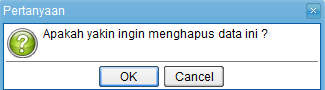 Pertanyaan
Apakah yakin ingin menghapus data ini ?
OK
Cancel